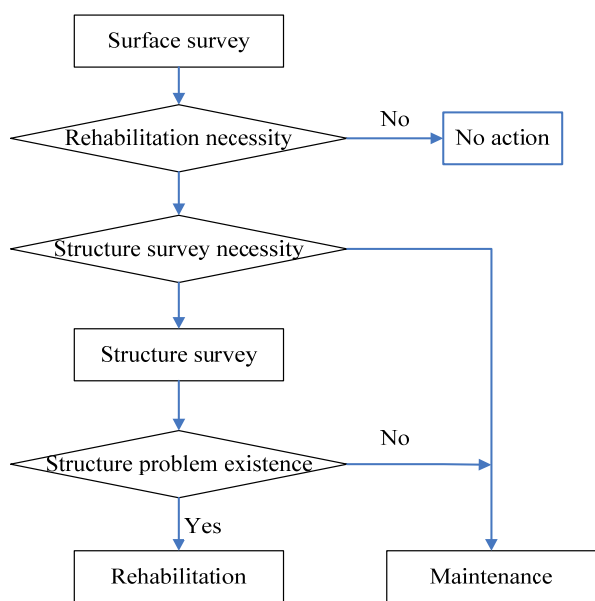 Surface survey
Rehabilitation necessity
No
No action
Structure survey necessity
Structure survey
Structure problem existence
No
Yes
Rehabilitation
Maintenance